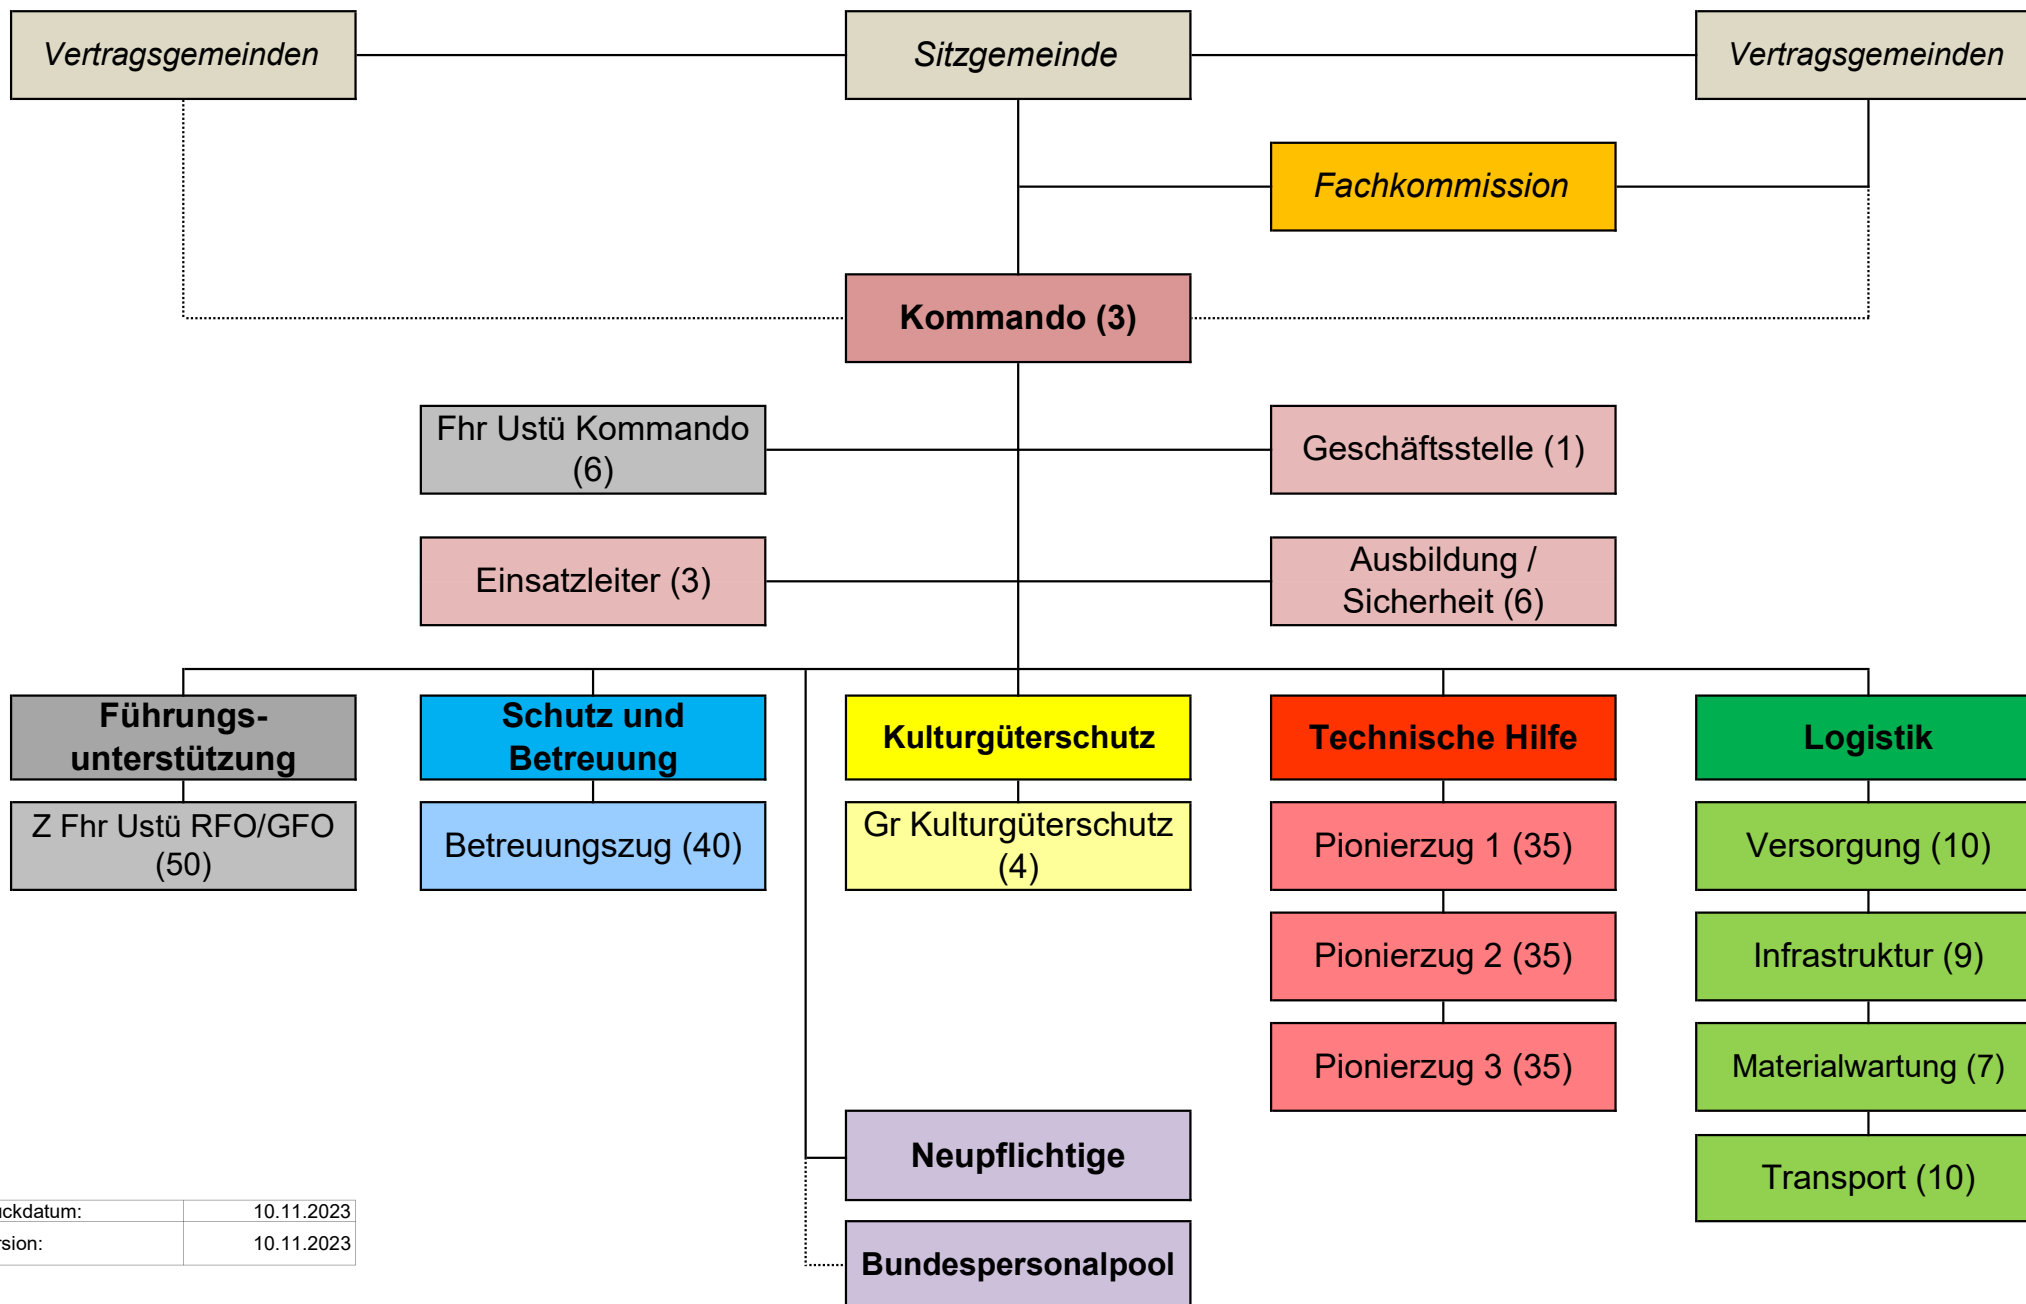 Vertragsgemeinden
Sitzgemeinde
Vertragsgemeinden
Fachkommission
Kommando (3)
Fhr Ustü Kommando
(6)
Geschäftsstelle (1)
Einsatzleiter (3)
Ausbildung /
Sicherheit (6)
Führungs-
unterstützung
Schutz und
Betreuung
Kulturgüterschutz
Technische Hilfe
Logistik
Z Fhr Ustü RFO/GFO
(50)
Betreuungszug (40)
Gr Kulturgüterschutz
(4)
Pionierzug 1 (35)
Versorgung (10)
Pionierzug 2 (35)
Infrastruktur (9)
Pionierzug 3 (35)
Materialwartung (7)
Neupflichtige
Transport (10)
uckdatum: 10.11.2023
rsion: 10.11.2023
Bundespersonalpool